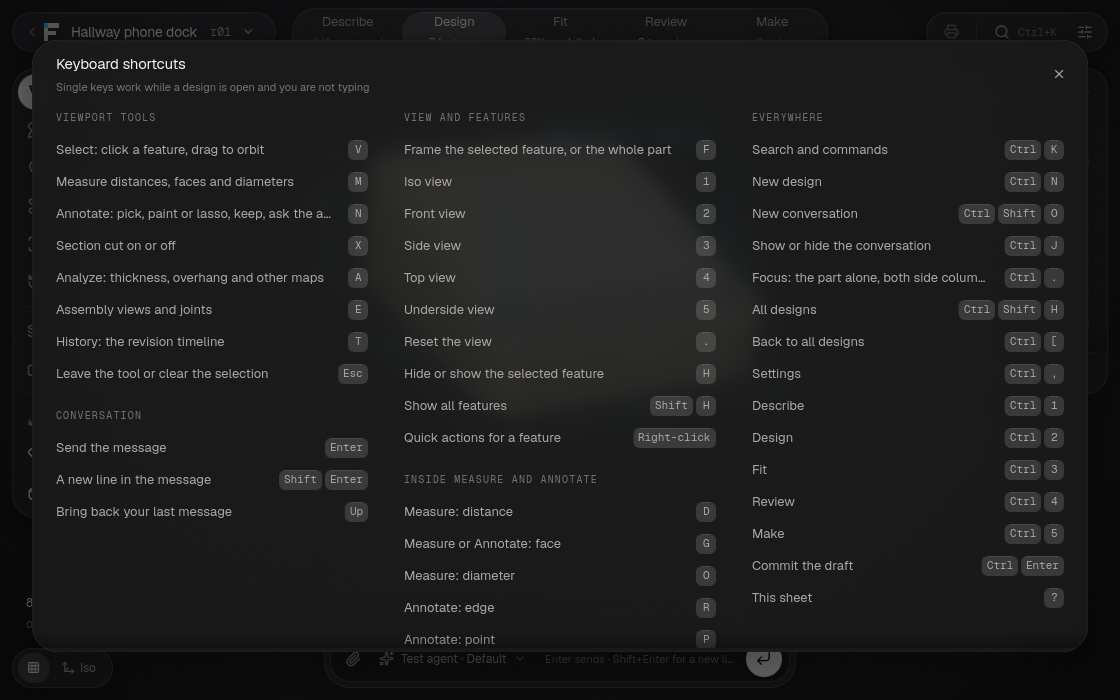 Hallway phone dock r01
Describe
Design
Fit
Review
Make
Ctrl+K
Keyboard shortcuts
Single keys work while a design is open and you are not typing
VIEWPORT TOOLS
Select: click a feature, drag to orbit V
Measure distances, faces and diameters M
Annotate: pick, paint or lasso, keep, ask the a... N
Section cut on or off X
Analyze: thickness, overhang and other maps A
Assembly views and joints E
History: the revision timeline T
Leave the tool or clear the selection Esc
CONVERSATION
Send the message Enter
A new line in the message Shift Enter
Bring back your last message Up
VIEW AND FEATURES
Frame the selected feature, or the whole part F
Iso view 1
Front view 2
Side view 3
Top view 4
Underside view 5
Reset the view .
Hide or show the selected feature H
Show all features Shift H
Quick actions for a feature Right-click
INSIDE MEASURE AND ANNOTATE
Measure: distance D
Measure or Annotate: face G
Measure: diameter O
Annotate: edge R
Annotate: point P
EVERYWHERE
Search and commands Ctrl K
New design Ctrl N
New conversation Ctrl Shift O
Show or hide the conversation Ctrl J
Focus: the part alone, both side colum... Ctrl .
All designs Ctrl Shift H
Back to all designs Ctrl [
Settings Ctrl ,
Describe Ctrl 1
Design Ctrl 2
Fit Ctrl 3
Review Ctrl 4
Make Ctrl 5
Commit the draft Ctrl Enter
This sheet ?
Iso
Test agent · Default
Enter sends · Shift+Enter for a new li...